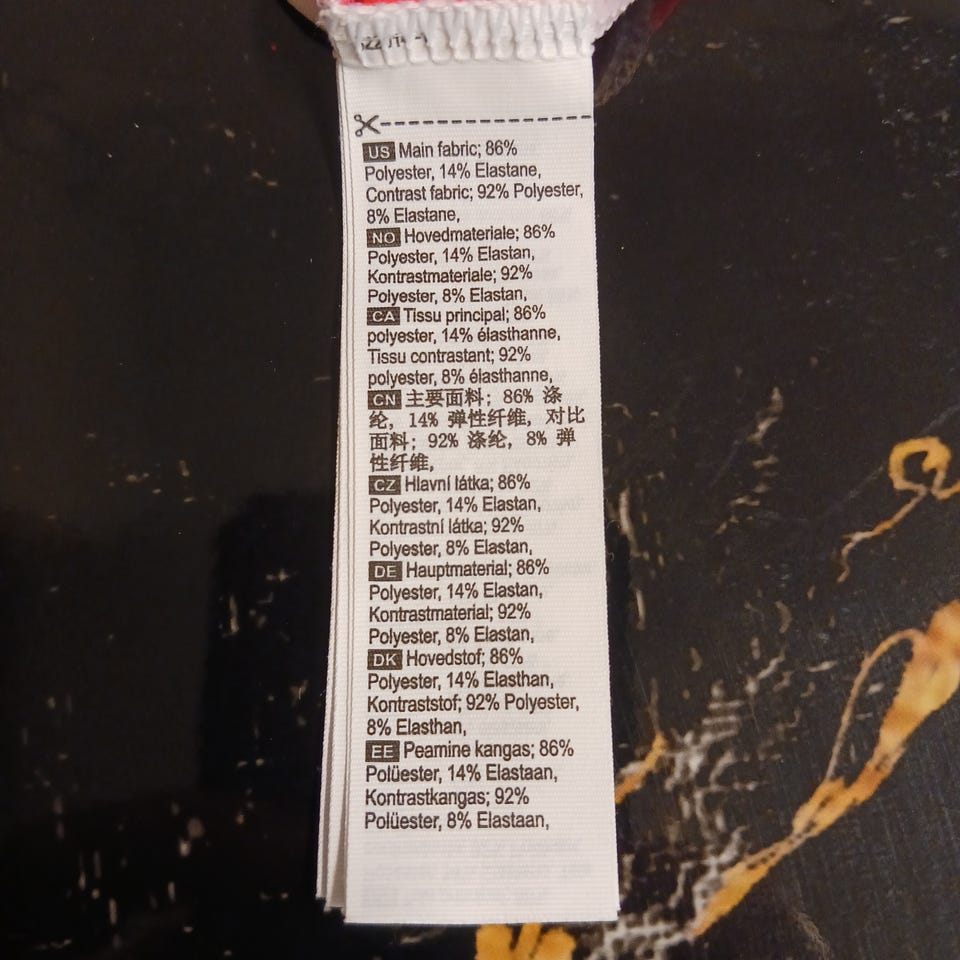 US Main fabric; 86%
Polyester, 14% Elastane,
Contrast fabric; 92% Polyester,
8% Elastane,
NO Hovedmateriale; 86%
Polyester, 14% Elastan,
Kontrastmateriale; 92%
Polyester, 8% Elastan,
CA Tissu principal; 86%
polyester, 14% élasthanne,
Tissu contrastant; 92%
polyester, 8% élasthanne,
CN 主要面料; 86% 涤
纶, 14% 弹性纤维, 对比
面料; 92% 涤纶, 8% 弹
性纤维,
CZ Hlavní látka; 86%
Polyester, 14% Elastan,
Kontrastní látka; 92%
Polyester, 8% Elastan,
DE Hauptmaterial; 86%
Polyester, 14% Elastan,
Kontrastmaterial; 92%
Polyester, 8% Elastan,
DK Hovedstof; 86%
Polyester, 14% Elasthan,
Kontraststof; 92% Polyester,
8% Elasthan,
EE Peamine kangas; 86%
Polüester, 14% Elastaan,
Kontrastkangas; 92%
Polüester, 8% Elastaan,